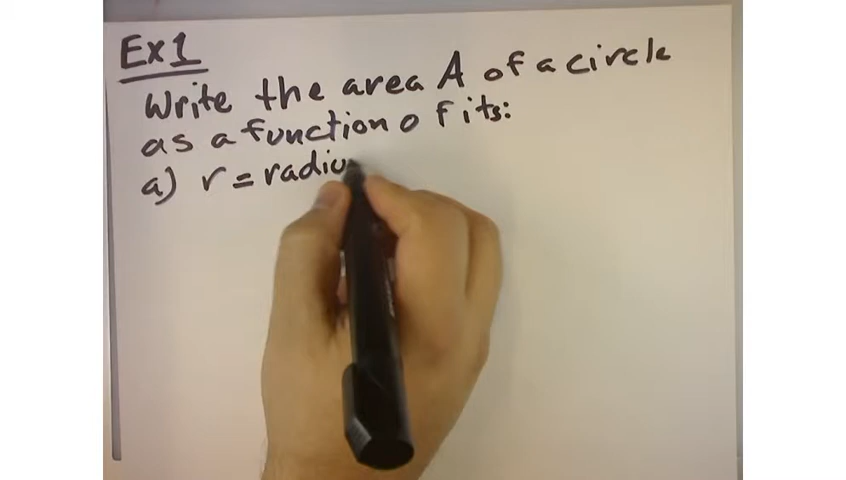 Ex1
Write the area A of a circle
as a function of its:
a) r = radiu